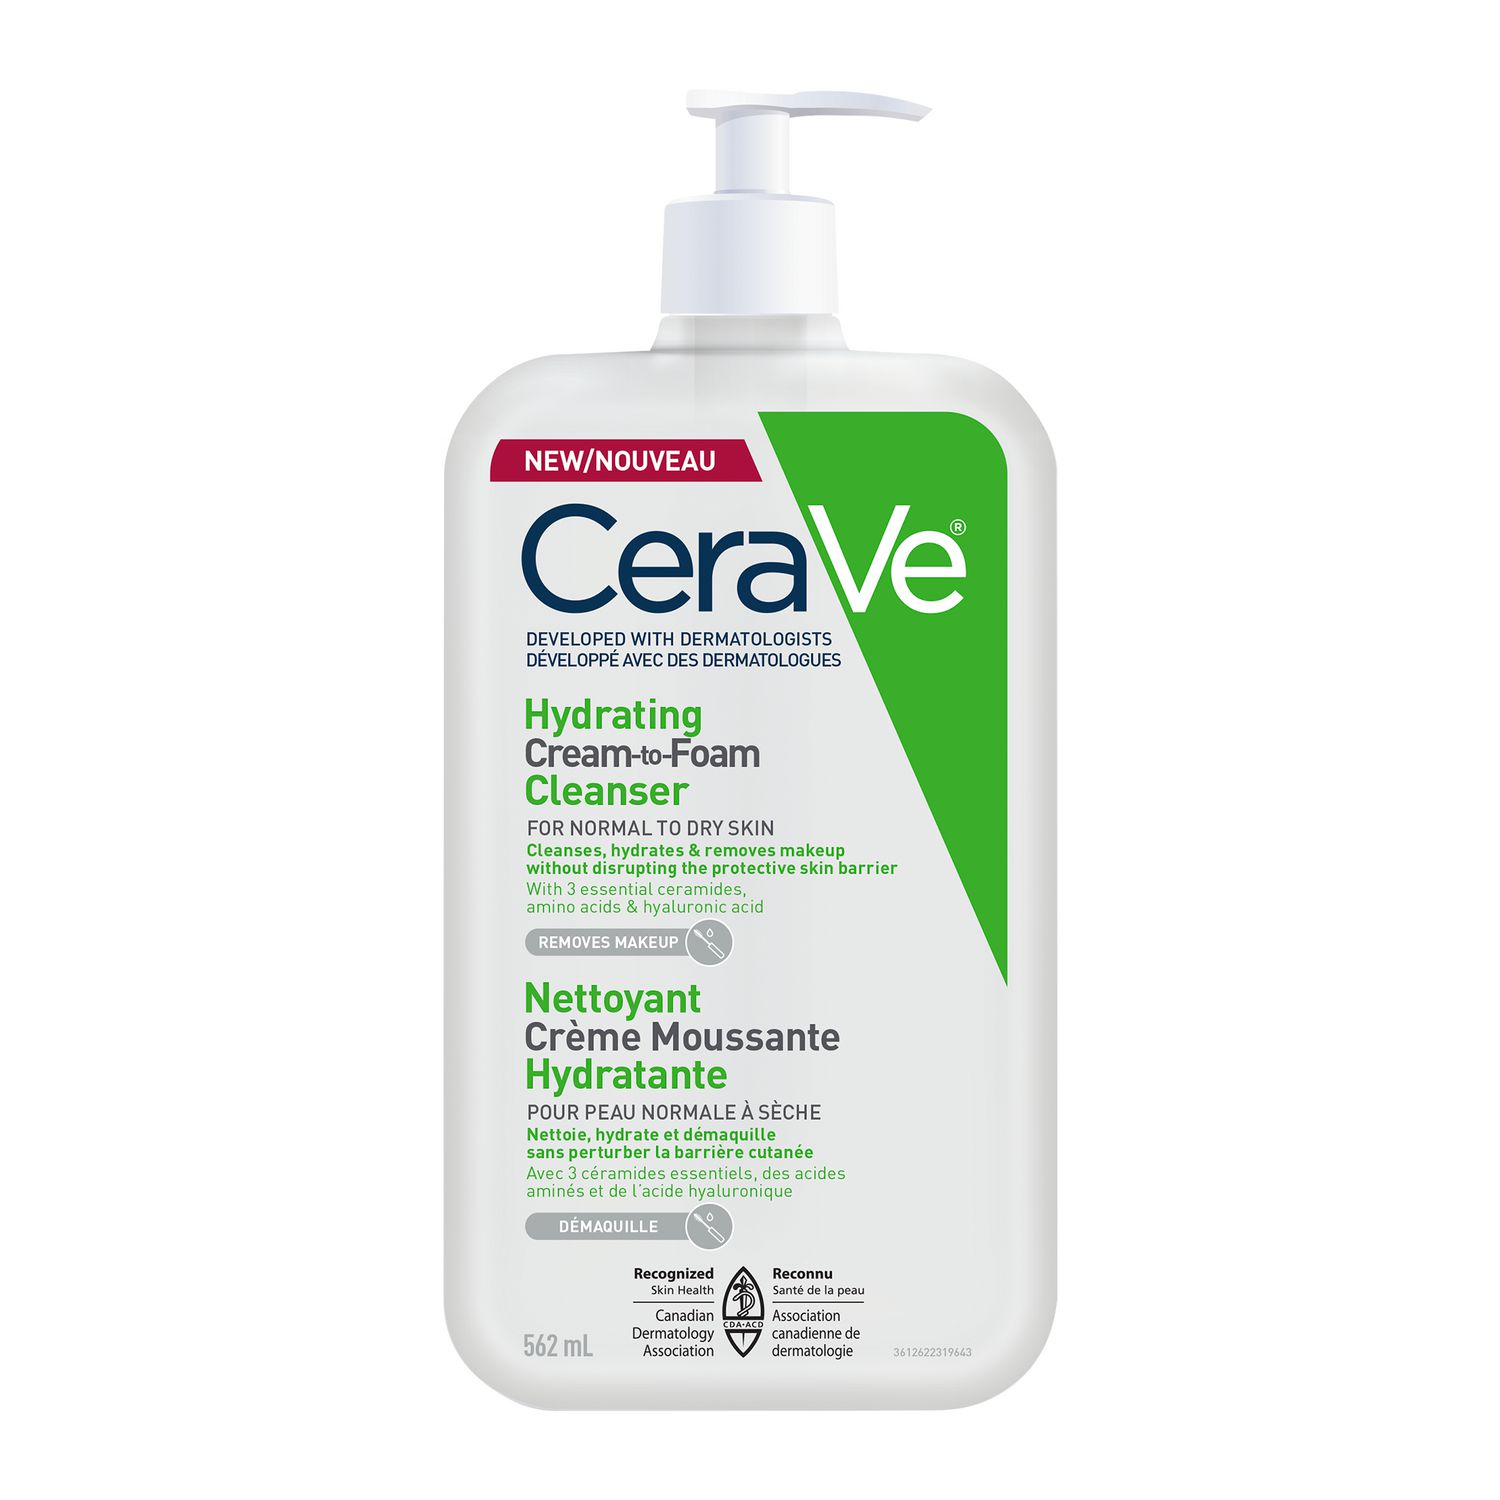 NEW/NOUVEAU
CeraVe®
DEVELOPED WITH DERMATOLOGISTS
DÉVELOPPÉ AVEC DES DERMATOLOGUES
Hydrating
Cream-to-Foam
Cleanser
FOR NORMAL TO DRY SKIN
Cleanses, hydrates & removes makeup
without disrupting the protective skin barrier
With 3 essential ceramides,
amino acids & hyaluronic acid
REMOVES MAKEUP
Nettoyant
Crème Moussante
Hydratante
POUR PEAU NORMALE À SÈCHE
Nettoie, hydrate et démaquille
sans perturber la barrière cutanée
Avec 3 céramides essentiels, des acides
aminés et de l'acide hyaluronique
DÉMAQUILLE
Recognized
Skin Health
Canadian
Dermatology
Association
CDA•ACD
Reconnu
Santé de la peau
Association
canadienne de
dermatologie
562 mL
3612622319643